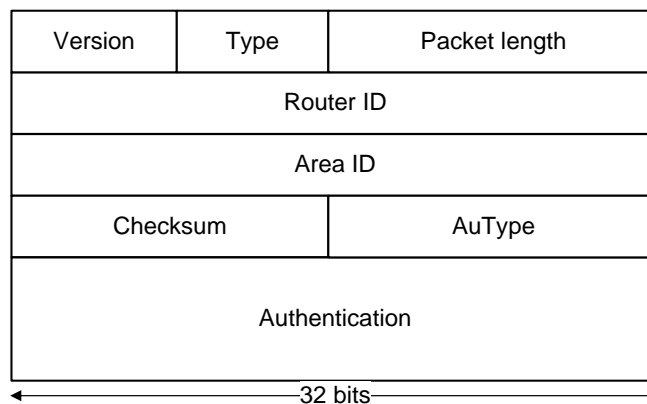 Version Type Packet length
Router ID
Area ID
Checksum AuType
Authentication
32 bits